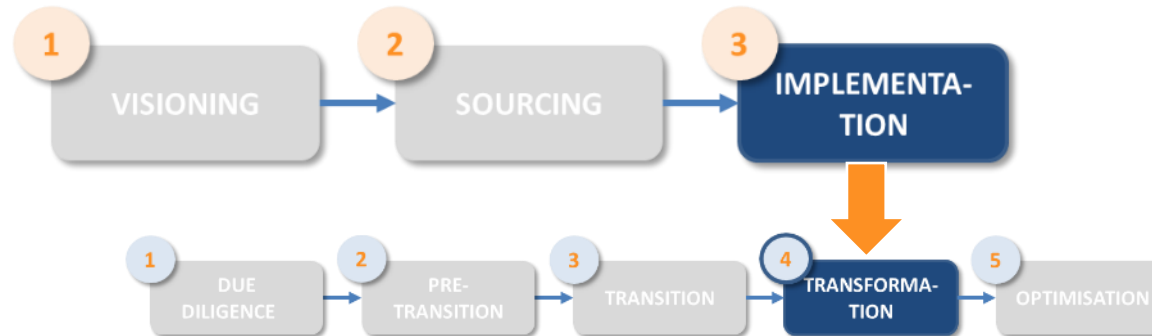 1
VISIONING
2
SOURCING
3
IMPLEMENTA-
TION
1
DUE
DILIGENCE
2
PRE-
TRANSITION
3
TRANSITION
4
TRANSFORMA-
TION
5
OPTIMISATION